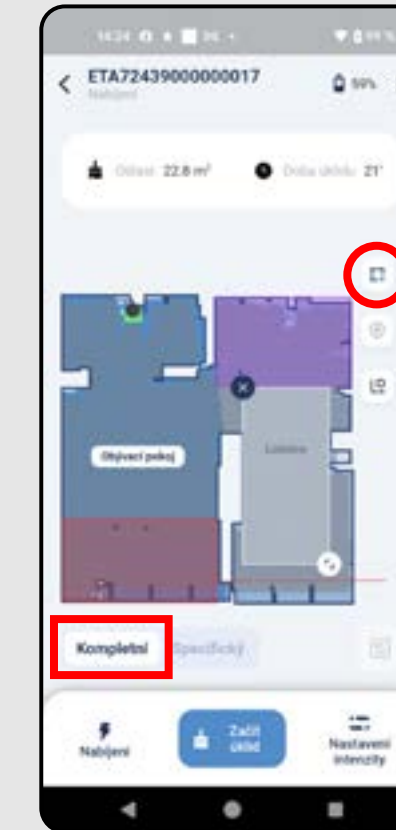 ETA72439000000017
59%
Nabíjení
Oblast 22.8 m² Doba úklidu 21'
Obývací pokoj
Ložnice
Kompletní Specifický
Nabíjení
Začít
úklid
Nastavení
intenzity